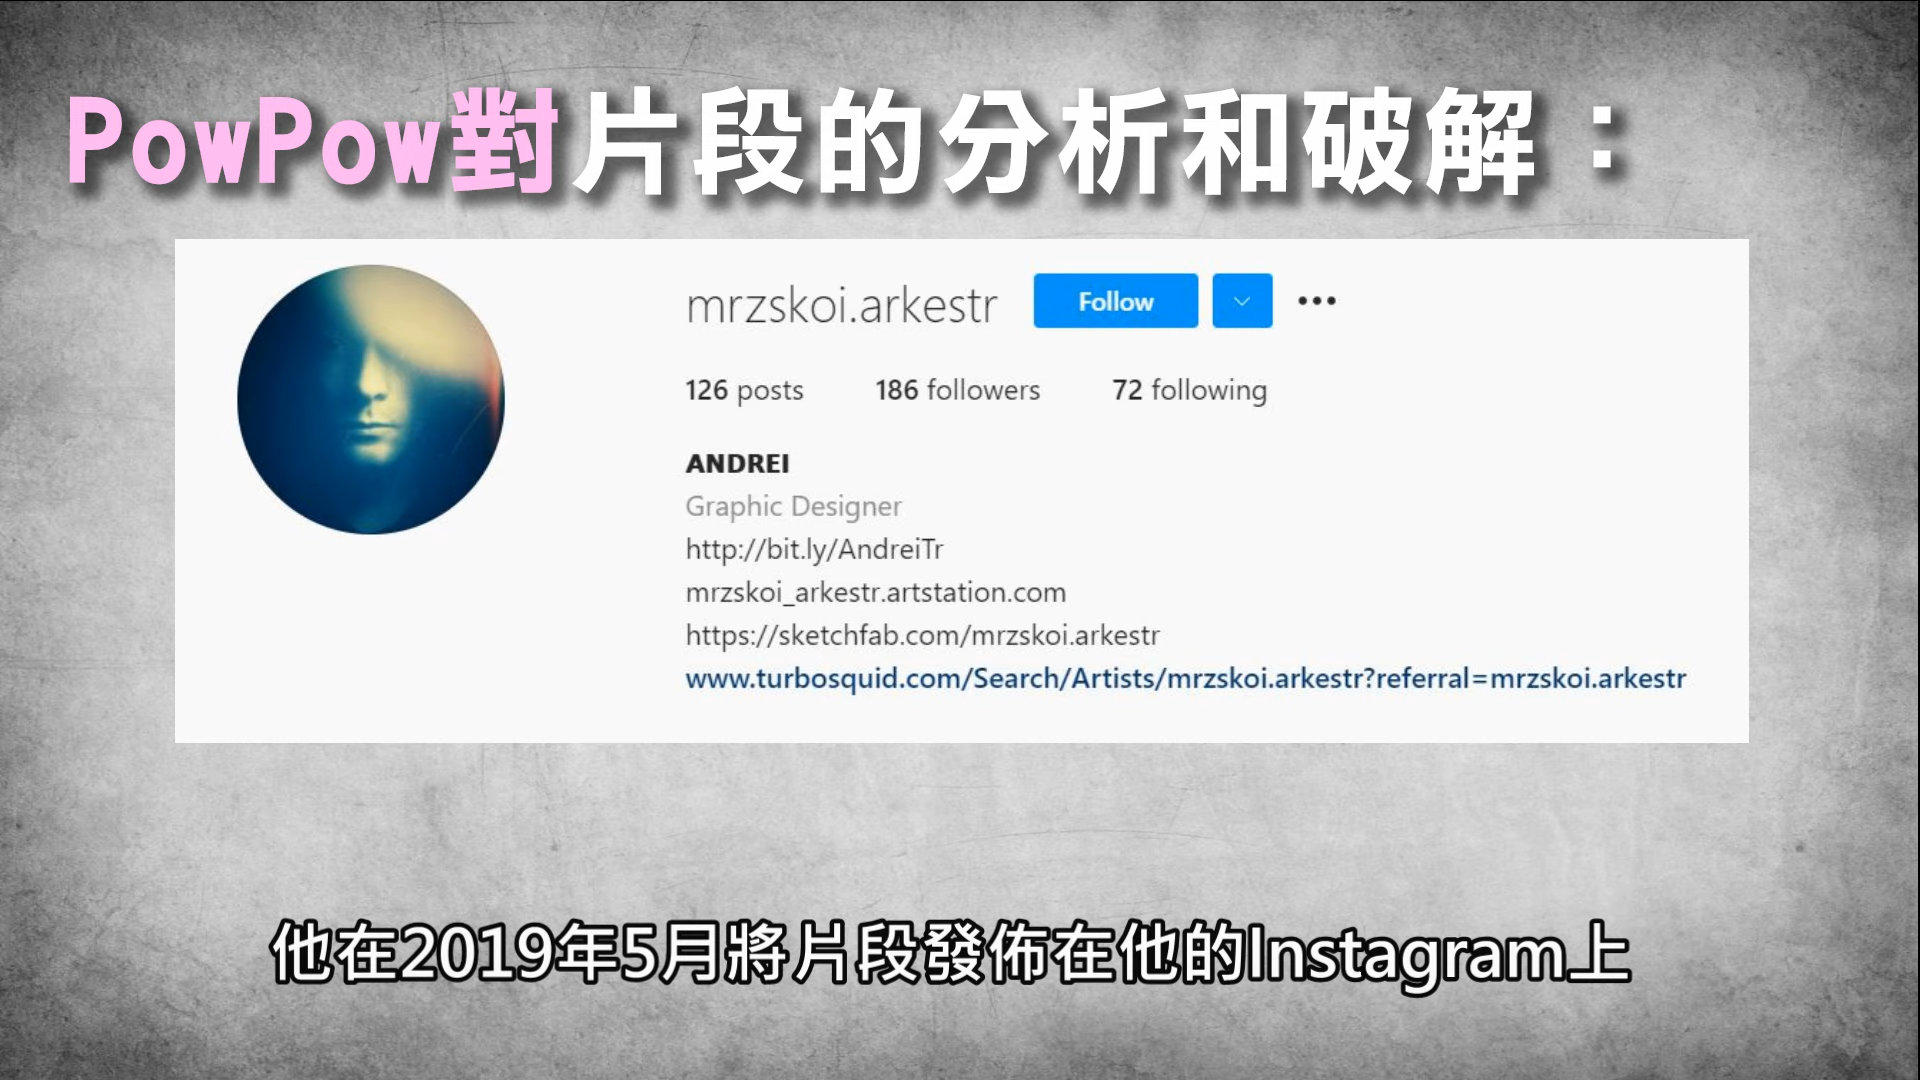 PowPow對片段的分析和破解：
mrzskoi.arkestr Follow •••
126 posts 186 followers 72 following
ANDREI
Graphic Designer
http://bit.ly/AndreiTr
mrzskoi_arkestr.artstation.com
https://sketchfab.com/mrzskoi.arkestr
www.turbosquid.com/Search/Artists/mrzskoi.arkestr?referral=mrzskoi.arkestr
他在2019年5月將片段發佈在他的Instagram上